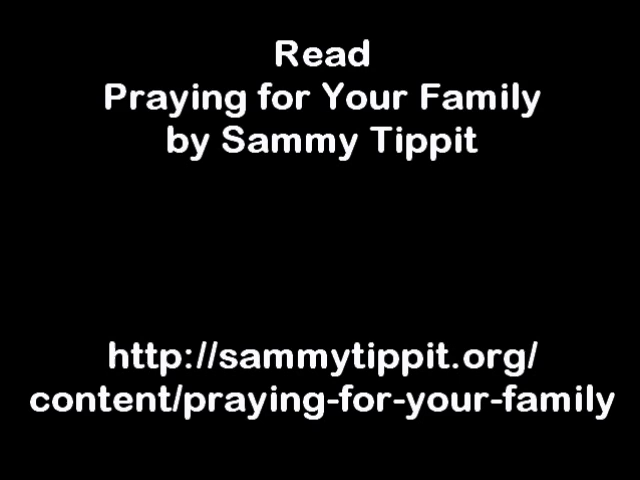 Read
Praying for Your Family
by Sammy Tippit
http://sammytippit.org/
content/praying-for-your-family